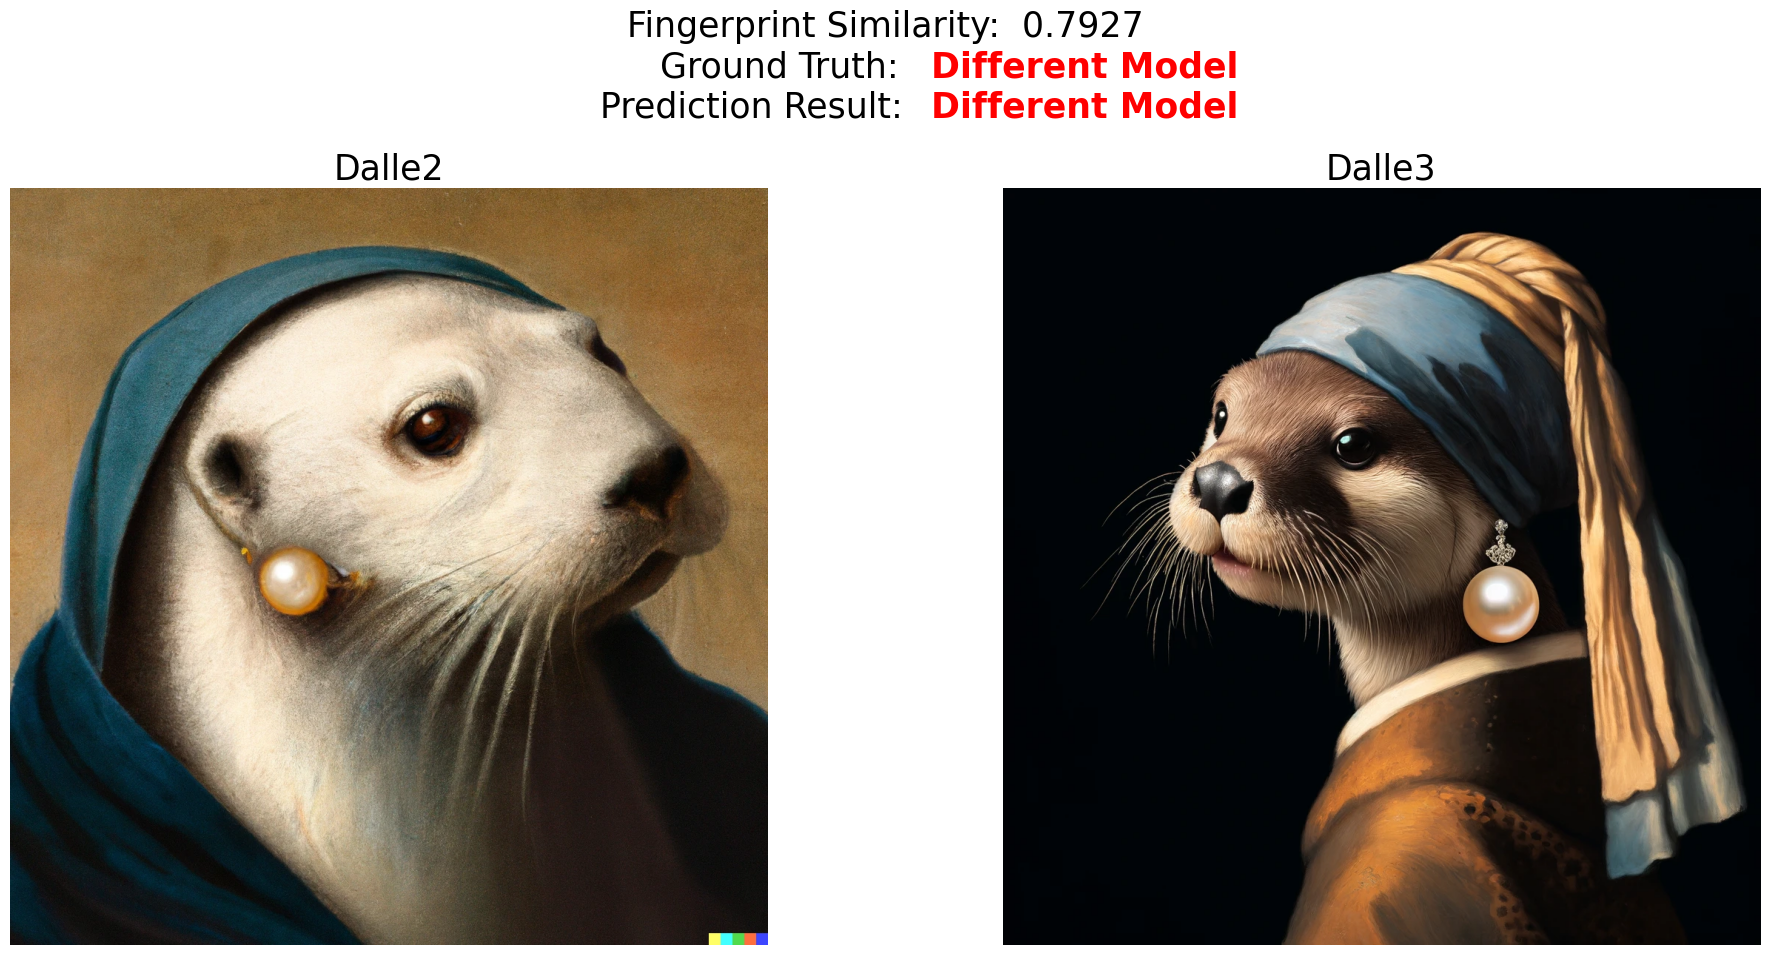 Fingerprint Similarity: 0.7927
Ground Truth: Different Model
Prediction Result: Different Model
Dalle2
Dalle3